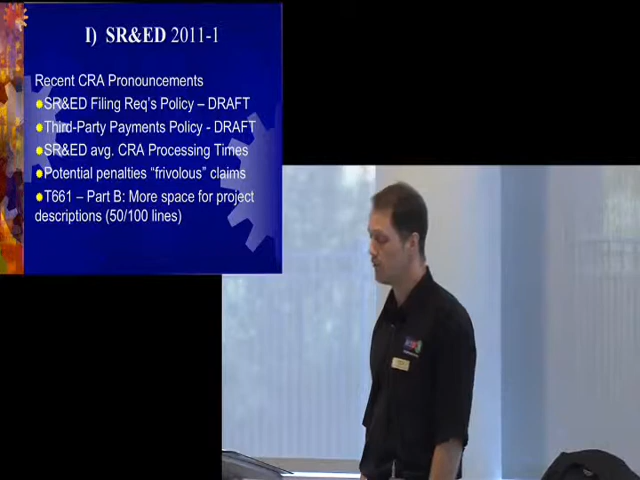 I) SR&ED 2011-1
Recent CRA Pronouncements
●SR&ED Filing Req's Policy – DRAFT
●Third-Party Payments Policy - DRAFT
●SR&ED avg. CRA Processing Times
●Potential penalties “frivolous” claims
●T661 – Part B: More space for project
descriptions (50/100 lines)